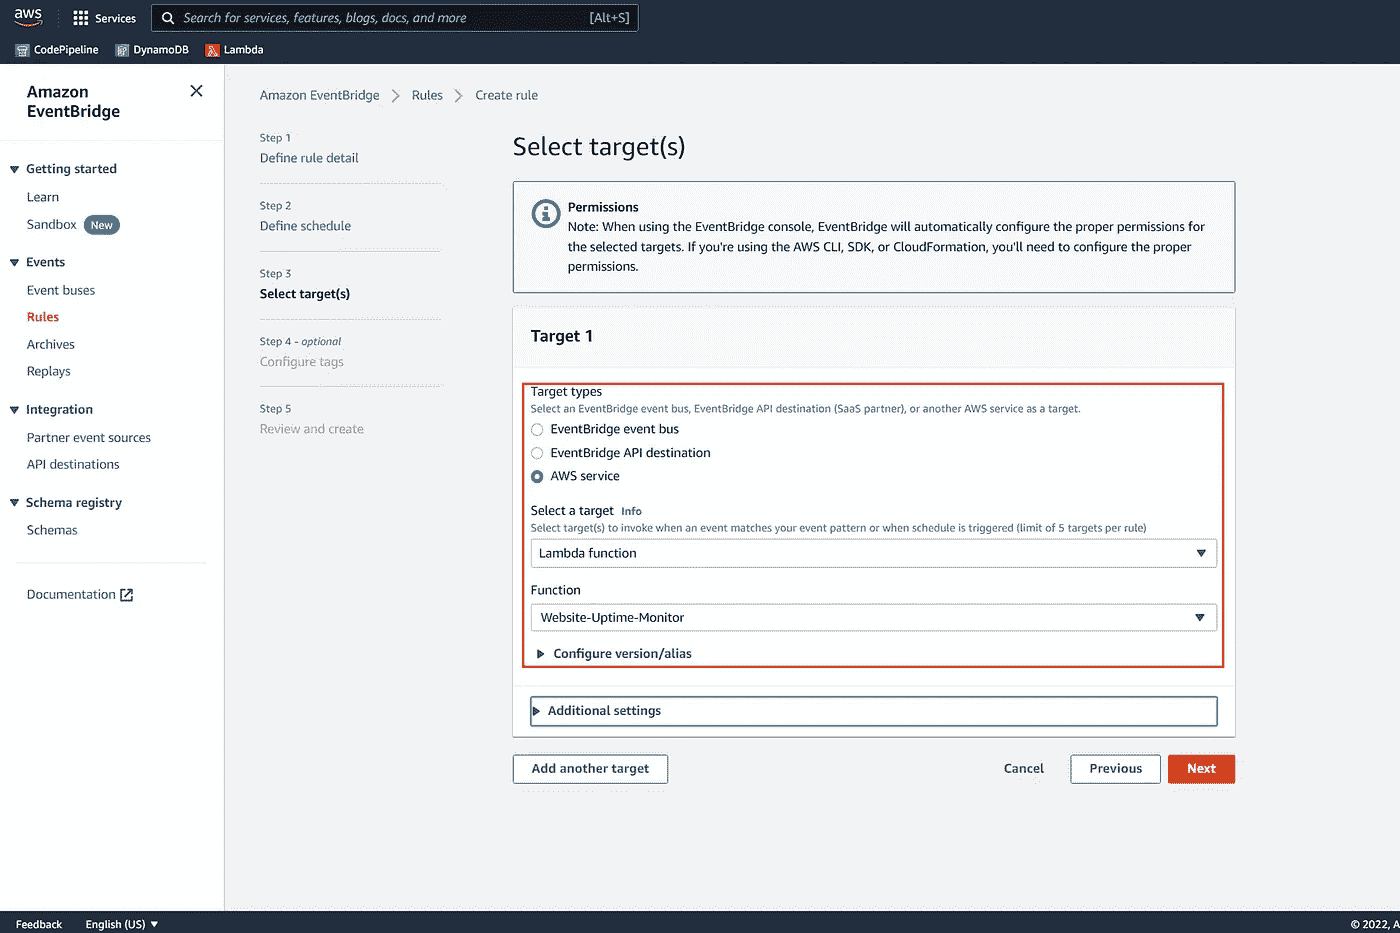 aws
Services
Search for services, features, blogs, docs, and more
[Alt+S]
CodePipeline
DynamoDB
Lambda
Amazon
EventBridge
Getting started
Learn
Sandbox New
Events
Event buses
Rules
Archives
Replays
Integration
Partner event sources
API destinations
Schema registry
Schemas
Documentation
Amazon EventBridge
Rules
Create rule
Step 1
Define rule detail
Step 2
Define schedule
Step 3
Select target(s)
Step 4 - optional
Configure tags
Step 5
Review and create
Select target(s)
Permissions
Note: When using the EventBridge console, EventBridge will automatically configure the proper permissions for
the selected targets. If you're using the AWS CLI, SDK, or CloudFormation, you'll need to configure the proper
permissions.
Target 1
Target types
Select an EventBridge event bus, EventBridge API destination (SaaS partner), or another AWS service as a target.
EventBridge event bus
EventBridge API destination
AWS service
Select a target Info
Select target(s) to invoke when an event matches your event pattern or when schedule is triggered (limit of 5 targets per rule)
Lambda function
Function
Website-Uptime-Monitor
Configure version/alias
Additional settings
Add another target
Cancel
Previous
Next
Feedback
English (US)
© 2022, A